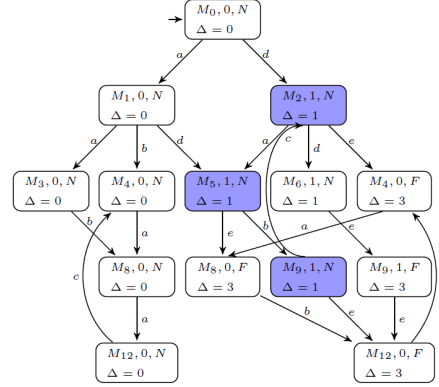 M₀, 0, N
Δ = 0
a
d
M₁, 0, N
Δ = 0
M₂, 1, N
Δ = 1
a
b
d
a
c
d
e
M₃, 0, N
Δ = 0
M₄, 0, N
Δ = 0
M₅, 1, N
Δ = 1
M₆, 1, N
Δ = 1
M₄, 0, F
Δ = 3
b
a
e
b
a
e
c
M₈, 0, N
Δ = 0
M₈, 0, F
Δ = 3
M₉, 1, N
Δ = 1
M₉, 1, F
Δ = 3
a
b
e
e
M₁₂, 0, N
Δ = 0
M₁₂, 0, F
Δ = 3